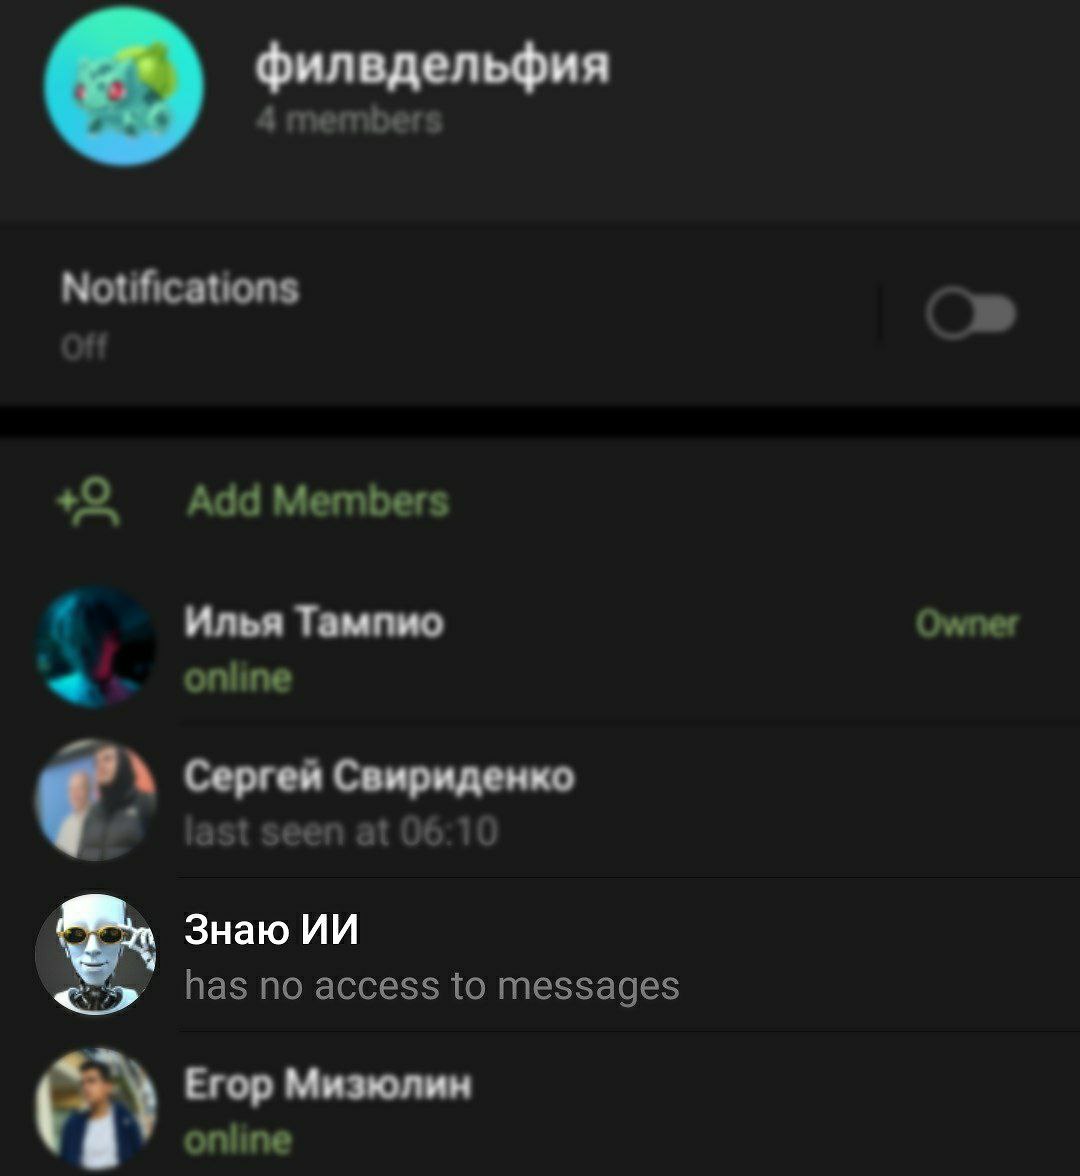 филвдельфия
4 members
Notifications
Off
Add Members
Илья Тампио
Owner
online
Сергей Свириденко
last seen at 06:10
Знаю ИИ
has no access to messages
Егор Мизюлин
online